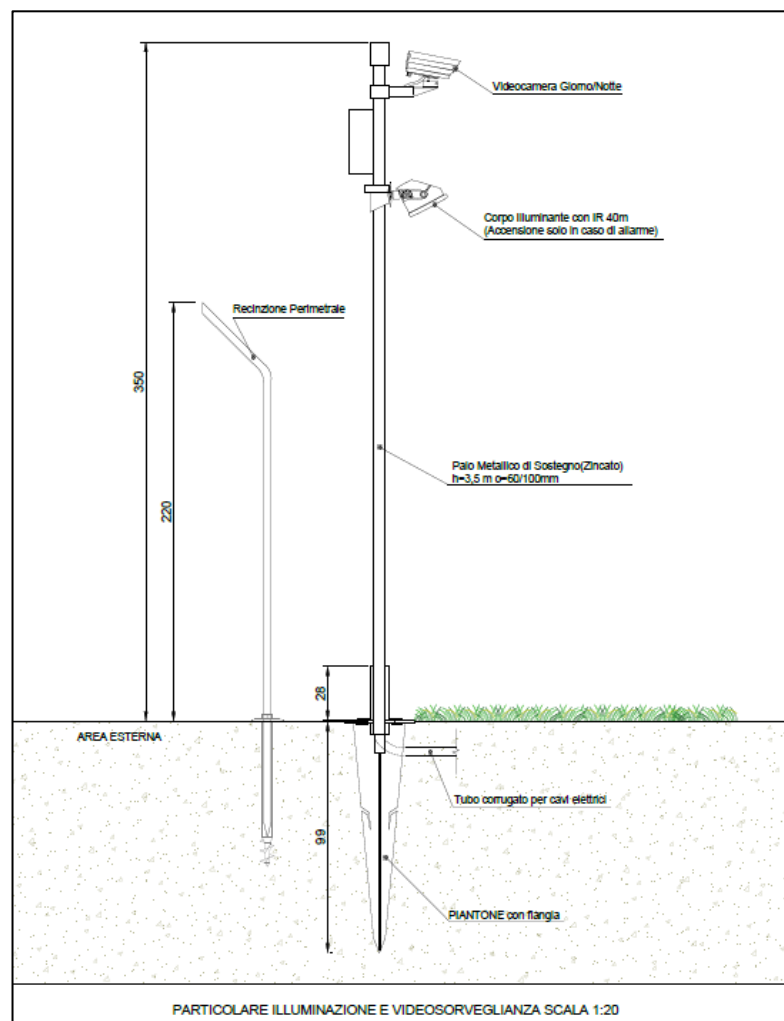 Videocamera Giorno/Notte
Corpo Illuminante con IR 40m
(Accensione solo in caso di allarme)
Recinzione Perimetrale
350
220
Palo Metallico di Sostegno(Zincato)
h=3,5 m o=60/100mm
28
AREA ESTERNA
Tubo corrugato per cavi elettrici
99
PIANTONE con flangia
PARTICOLARE ILLUMINAZIONE E VIDEOSORVEGLIANZA SCALA 1:20